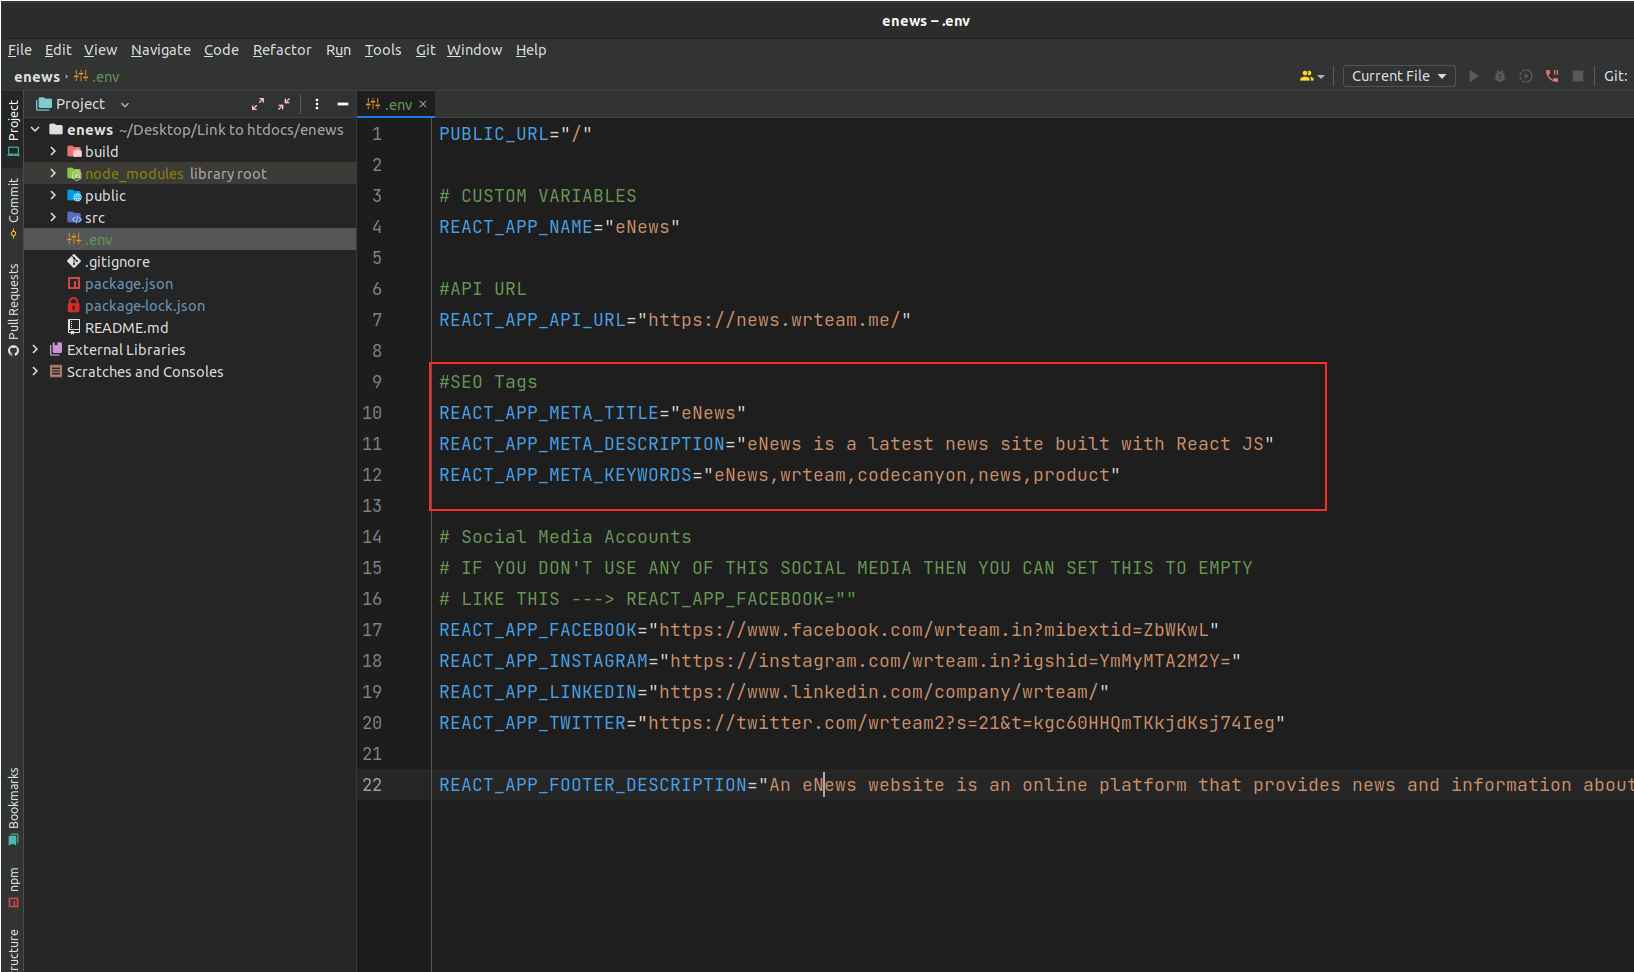 enews – .env
File Edit View Navigate Code Refactor Run Tools Git Window Help
enews › .env
Current File
Git:
Project
.env ×
enews ~/Desktop/Link to htdocs/enews
build
node_modules library root
public
src
.env
.gitignore
package.json
package-lock.json
README.md
External Libraries
Scratches and Consoles
Project
Commit
Pull Requests
Bookmarks
npm
ructure
1 PUBLIC_URL="/"
2
3 # CUSTOM VARIABLES
4 REACT_APP_NAME="eNews"
5
6 #API URL
7 REACT_APP_API_URL="https://news.wrteam.me/"
8
9 #SEO Tags
10 REACT_APP_META_TITLE="eNews"
11 REACT_APP_META_DESCRIPTION="eNews is a latest news site built with React JS"
12 REACT_APP_META_KEYWORDS="eNews,wrteam,codecanyon,news,product"
13
14 # Social Media Accounts
15 # IF YOU DON'T USE ANY OF THIS SOCIAL MEDIA THEN YOU CAN SET THIS TO EMPTY
16 # LIKE THIS ---> REACT_APP_FACEBOOK=""
17 REACT_APP_FACEBOOK="https://www.facebook.com/wrteam.in?mibextid=ZbWKwL"
18 REACT_APP_INSTAGRAM="https://instagram.com/wrteam.in?igshid=YmMyMTA2M2Y="
19 REACT_APP_LINKEDIN="https://www.linkedin.com/company/wrteam/"
20 REACT_APP_TWITTER="https://twitter.com/wrteam2?s=21&t=kgc60HHQmTKkjdKsj74Ieg"
21
22 REACT_APP_FOOTER_DESCRIPTION="An eNews website is an online platform that provides news and information about